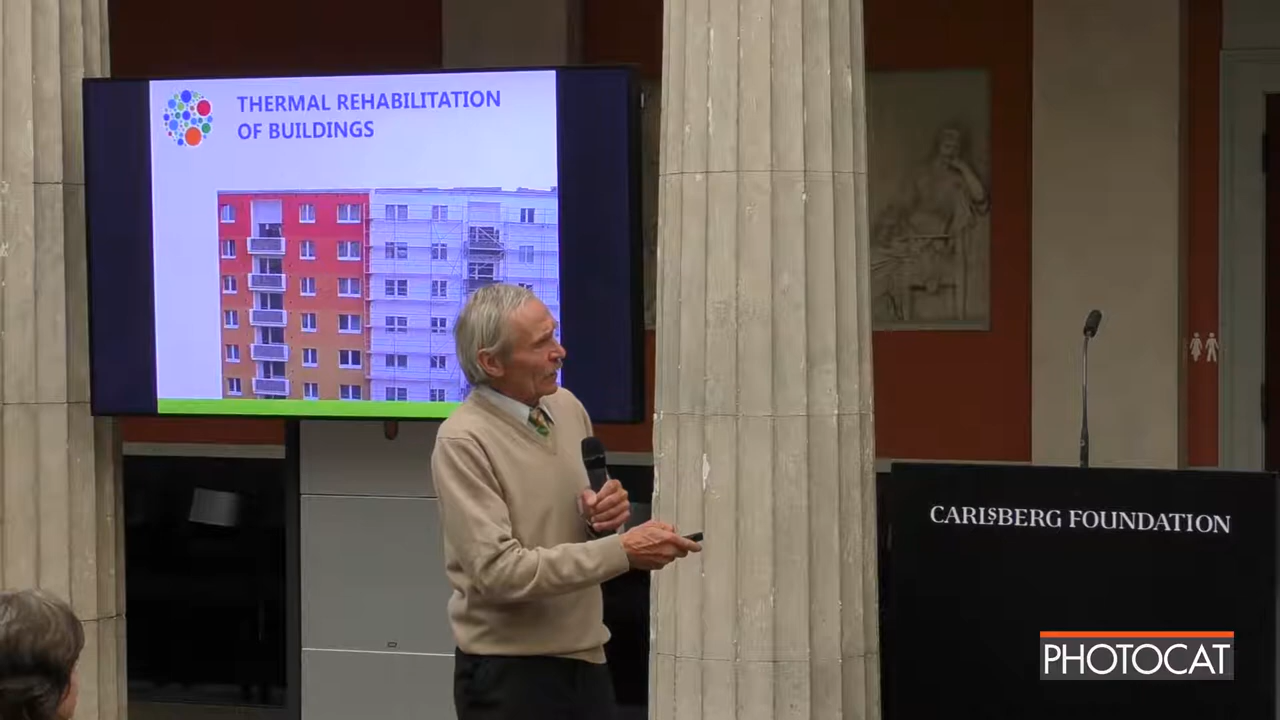 THERMAL REHABILITATION
OF BUILDINGS
CARLSBERG FOUNDATION
PHOTOCAT